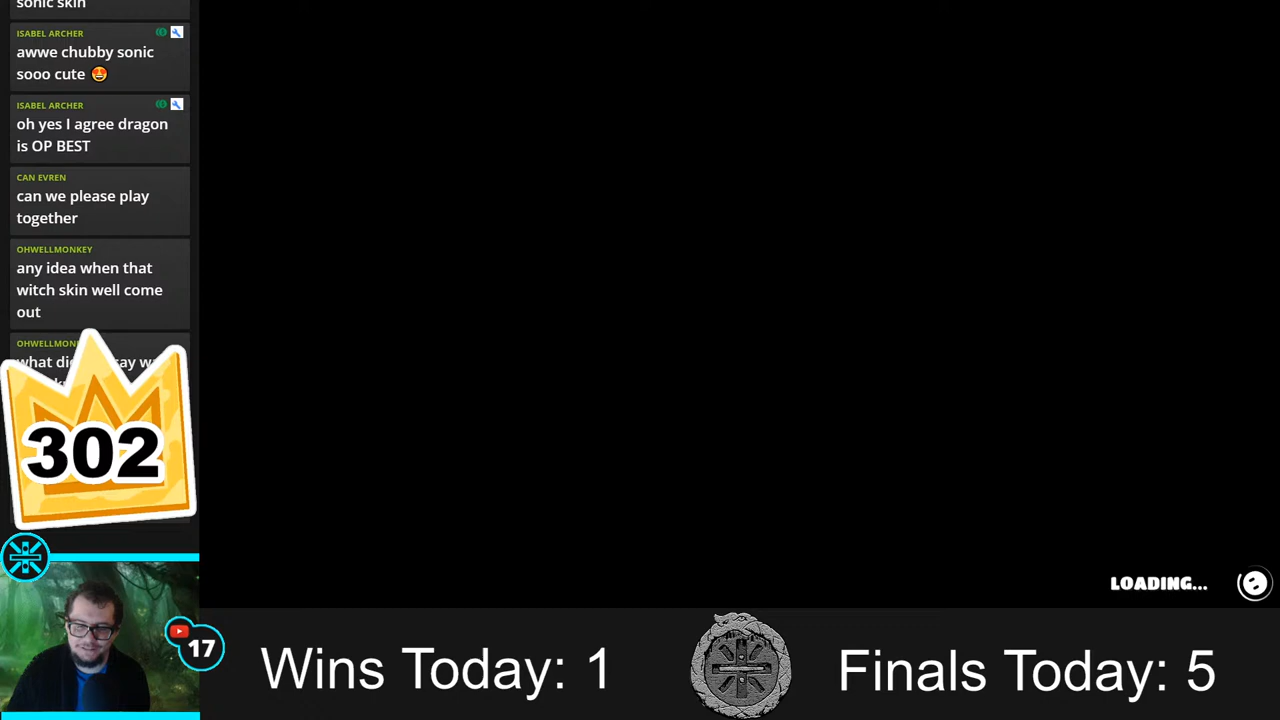 sonic skin
ISABEL ARCHER
awwe chubby sonic
sooo cute
ISABEL ARCHER
oh yes I agree dragon
is OP BEST
CAN EVREN
can we please play
together
OHWELLMONKEY
any idea when that
witch skin well come
out
what
302
17
LOADING...
Wins Today: 1
Finals Today: 5